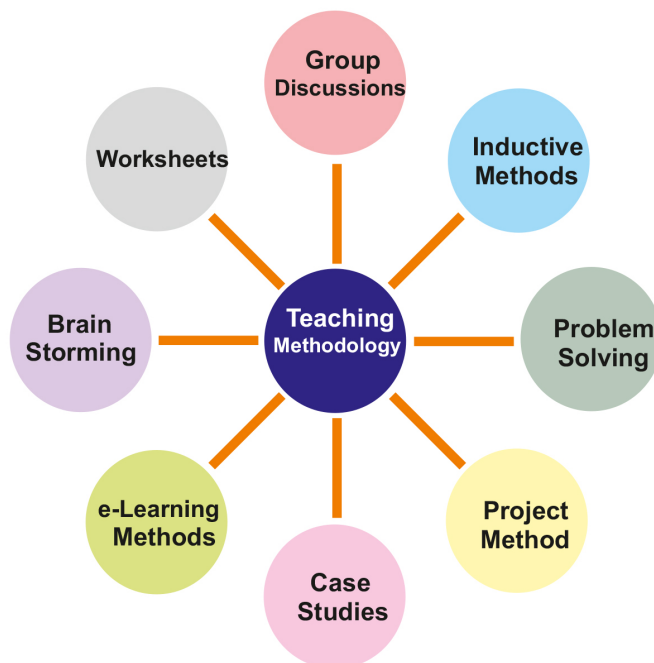 Group
Discussions
Inductive
Methods
Problem
Solving
Project
Method
Case
Studies
e-Learning
Methods
Brain
Storming
Worksheets
Teaching
Methodology